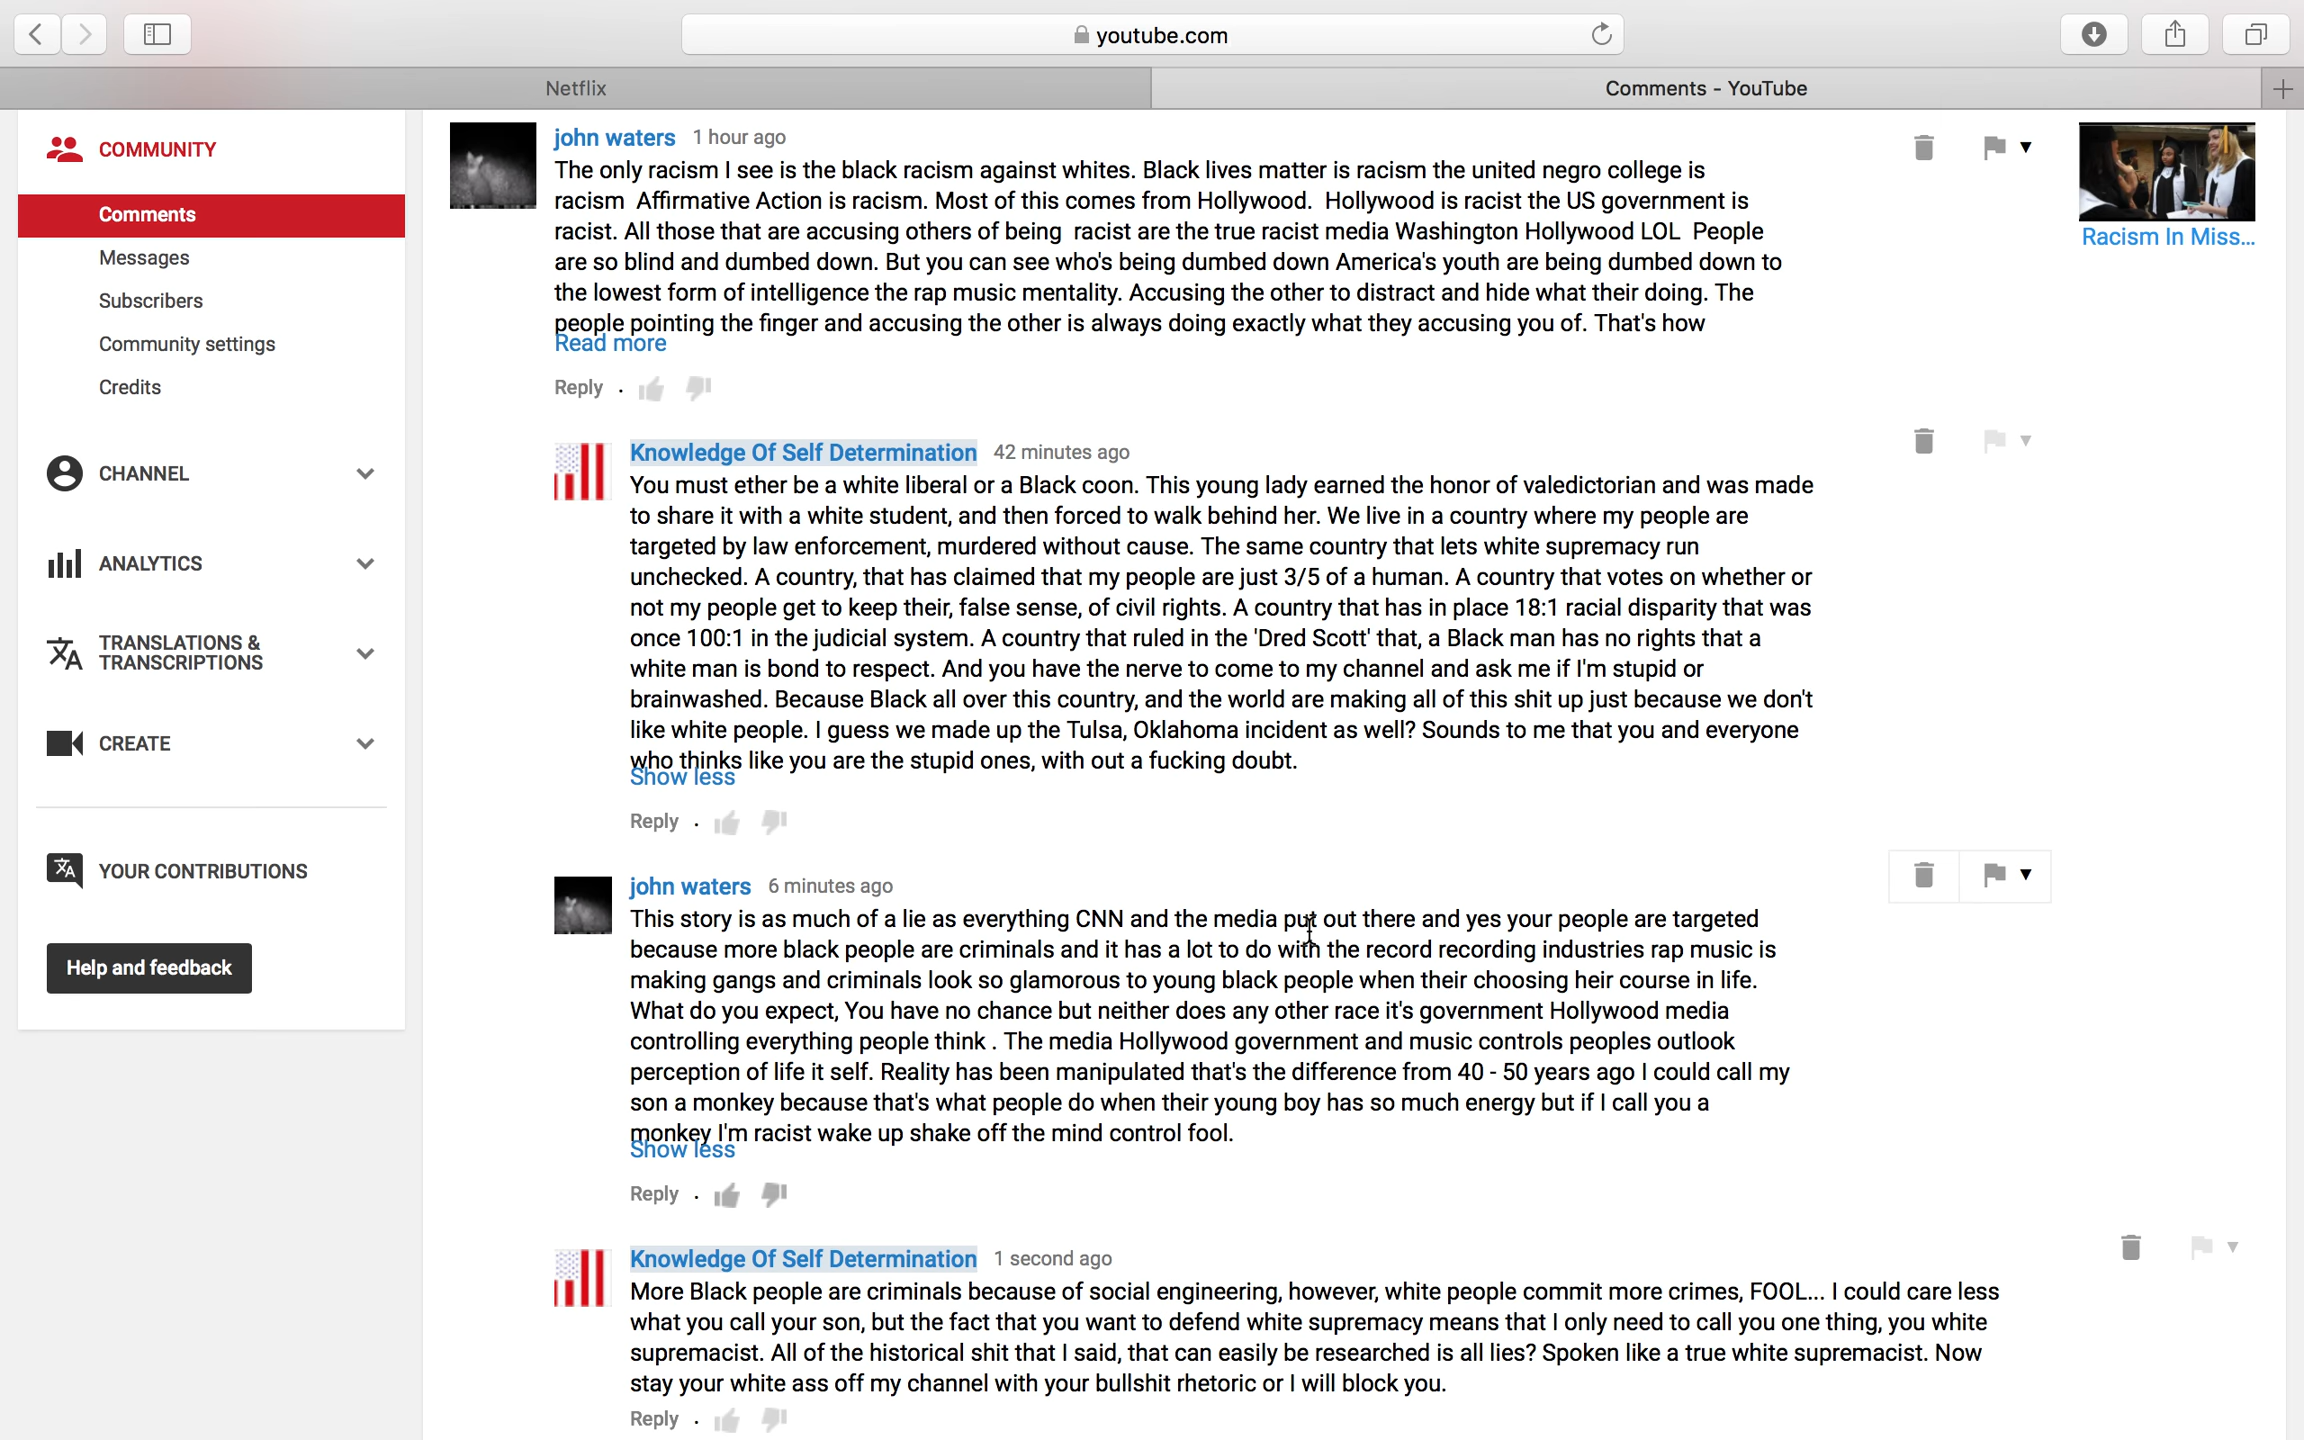 youtube.com
Netflix
Comments - YouTube
COMMUNITY
Comments
Messages
Subscribers
Community settings
Credits
CHANNEL
ANALYTICS
TRANSLATIONS &
TRANSCRIPTIONS
CREATE
YOUR CONTRIBUTIONS
Help and feedback
john waters 1 hour ago
The only racism I see is the black racism against whites. Black lives matter is racism the united negro college is
racism Affirmative Action is racism. Most of this comes from Hollywood. Hollywood is racist the US government is
racist. All those that are accusing others of being racist are the true racist media Washington Hollywood LOL People
are so blind and dumbed down. But you can see who's being dumbed down America's youth are being dumbed down to
the lowest form of intelligence the rap music mentality. Accusing the other to distract and hide what their doing. The
people pointing the finger and accusing the other is always doing exactly what they accusing you of. That's how
Read more
Reply .
Racism In Miss...
Knowledge Of Self Determination 42 minutes ago
You must ether be a white liberal or a Black coon. This young lady earned the honor of valedictorian and was made
to share it with a white student, and then forced to walk behind her. We live in a country where my people are
targeted by law enforcement, murdered without cause. The same country that lets white supremacy run
unchecked. A country, that has claimed that my people are just 3/5 of a human. A country that votes on whether or
not my people get to keep their, false sense, of civil rights. A country that has in place 18:1 racial disparity that was
once 100:1 in the judicial system. A country that ruled in the 'Dred Scott' that, a Black man has no rights that a
white man is bond to respect. And you have the nerve to come to my channel and ask me if I'm stupid or
brainwashed. Because Black all over this country, and the world are making all of this shit up just because we don't
like white people. I guess we made up the Tulsa, Oklahoma incident as well? Sounds to me that you and everyone
who thinks like you are the stupid ones, with out a fucking doubt.
Show less
Reply .
john waters 6 minutes ago
This story is as much of a lie as everything CNN and the media put out there and yes your people are targeted
because more black people are criminals and it has a lot to do with the record recording industries rap music is
making gangs and criminals look so glamorous to young black people when their choosing heir course in life.
What do you expect, You have no chance but neither does any other race it's government Hollywood media
controlling everything people think . The media Hollywood government and music controls peoples outlook
perception of life it self. Reality has been manipulated that's the difference from 40 - 50 years ago I could call my
son a monkey because that's what people do when their young boy has so much energy but if I call you a
monkey I'm racist wake up shake off the mind control fool.
Show less
Reply .
Knowledge Of Self Determination 1 second ago
More Black people are criminals because of social engineering, however, white people commit more crimes, FOOL... I could care less
what you call your son, but the fact that you want to defend white supremacy means that I only need to call you one thing, you white
supremacist. All of the historical shit that I said, that can easily be researched is all lies? Spoken like a true white supremacist. Now
stay your white ass off my channel with your bullshit rhetoric or I will block you.
Reply .